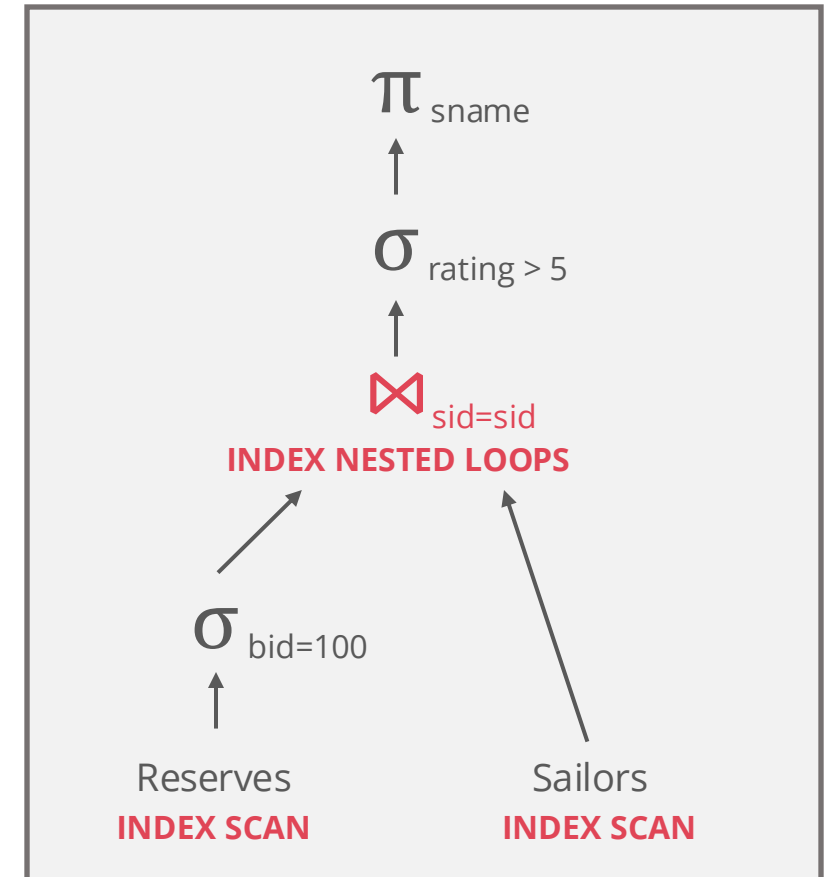 π sname
σ rating > 5
⋈ sid=sid
INDEX NESTED LOOPS
σ bid=100
Reserves Sailors
INDEX SCAN INDEX SCAN